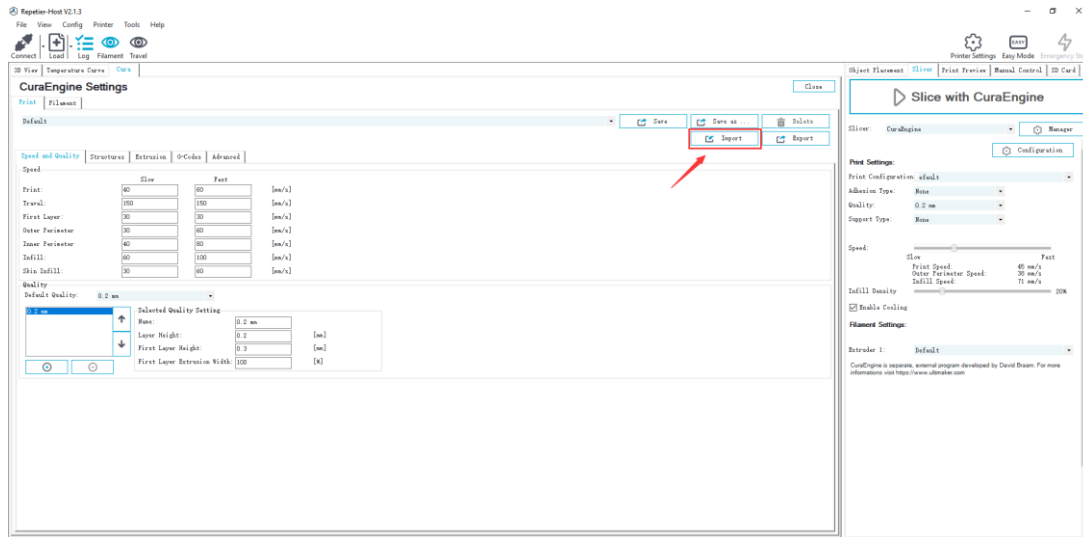 Repetier-Host V2.1.3
File View Config Printer Tools Help
Connect Load Log Filament Travel
Printer Settings Easy Mode Emergency St
EASY
3D View Temperature Curve Cura
Object Placement Slicer Print Preview Manual Control SD Card
CuraEngine Settings
Close
Print Filament
Default
Save Save as ... Delete
Import Export
Speed and Quality Structures Extrusion G-Codes Advanced
Speed
Slow Fast
Print: 40 60 [mm/s]
Travel: 150 150 [mm/s]
First Layer: 30 30 [mm/s]
Outer Perimeter 30 60 [mm/s]
Inner Perimeter 40 80 [mm/s]
Infill: 60 100 [mm/s]
Skin Infill: 30 60 [mm/s]
Quality
Default Quality: 0.2 mm
0.2 mm
Selected Quality Setting
Name: 0.2 mm
Layer Height: 0.2 [mm]
First Layer Height: 0.3 [mm]
First Layer Extrusion Width: 100 [%]
Slice with CuraEngine
Slicer: CuraEngine Manager
Configuration
Print Settings:
Print Configuration: efault
Adhesion Type: None
Quality: 0.2 mm
Support Type: None
Speed:
Slow Fast
Print Speed: 45 mm/s
Outer Perimeter Speed: 38 mm/s
Infill Speed: 71 mm/s
Infill Density 20%
Enable Cooling
Filament Settings:
Extruder 1: Default
CuraEngine is separate, external program developed by David Braam. For more
informations visit https://www.ultimaker.com